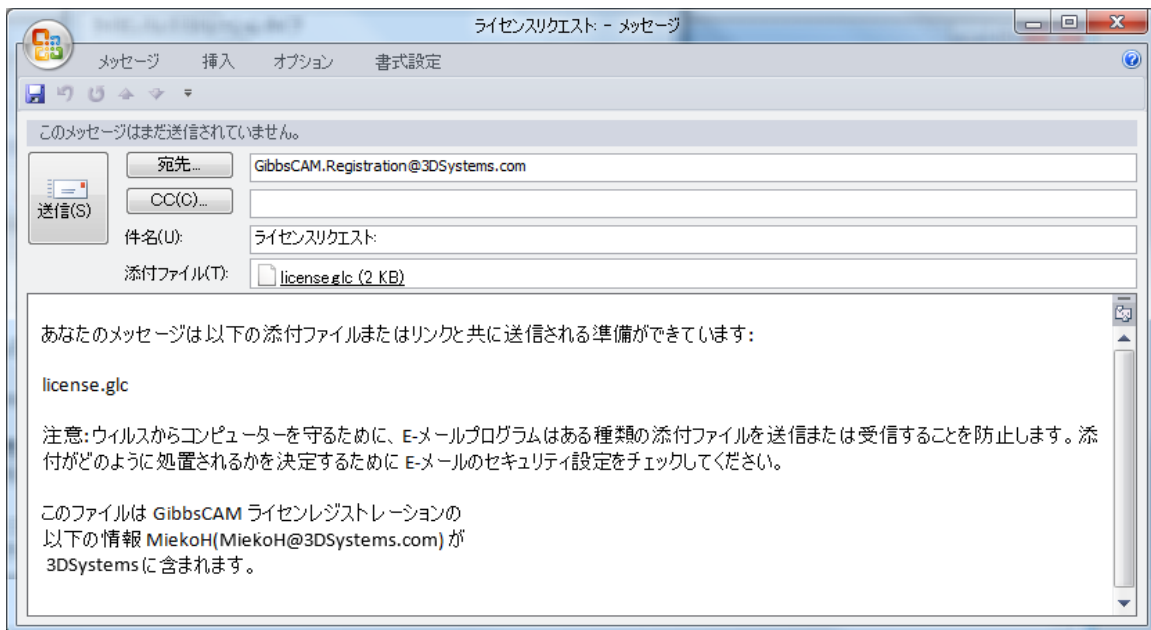 ライセンスリクエスト: - メッセージ
メッセージ 挿入 オプション 書式設定
このメッセージはまだ送信されていません。
宛先... GibbsCAM.Registration@3DSystems.com
CC(C)...
送信(S)
件名(U): ライセンスリクエスト:
添付ファイル(T): license.glc (2 KB)
あなたのメッセージは以下の添付ファイルまたはリンクと共に送信される準備ができています:
license.glc
注意:ウィルスからコンピューターを守るために、E-メールプログラムはある種類の添付ファイルを送信または受信することを防止します。添
付がどのように処置されるかを決定するために E-メールのセキュリティ設定をチェックしてください。
このファイルは GibbsCAM ライセンレジストレーションの
以下の情報 MiekoH(MiekoH@3DSystems.com) が
3DSystemsに含まれます。